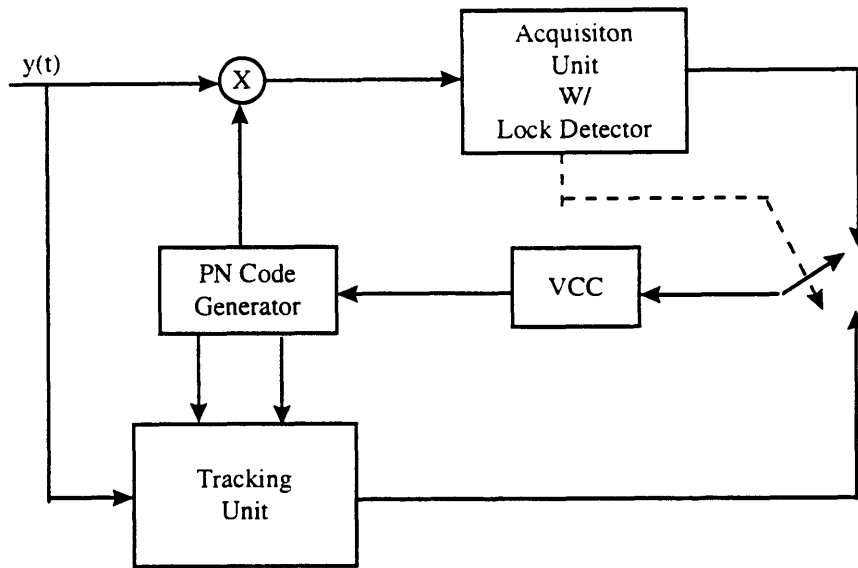 y(t)
X
Acquisiton
Unit
W/
Lock Detector
PN Code
Generator
VCC
Tracking
Unit